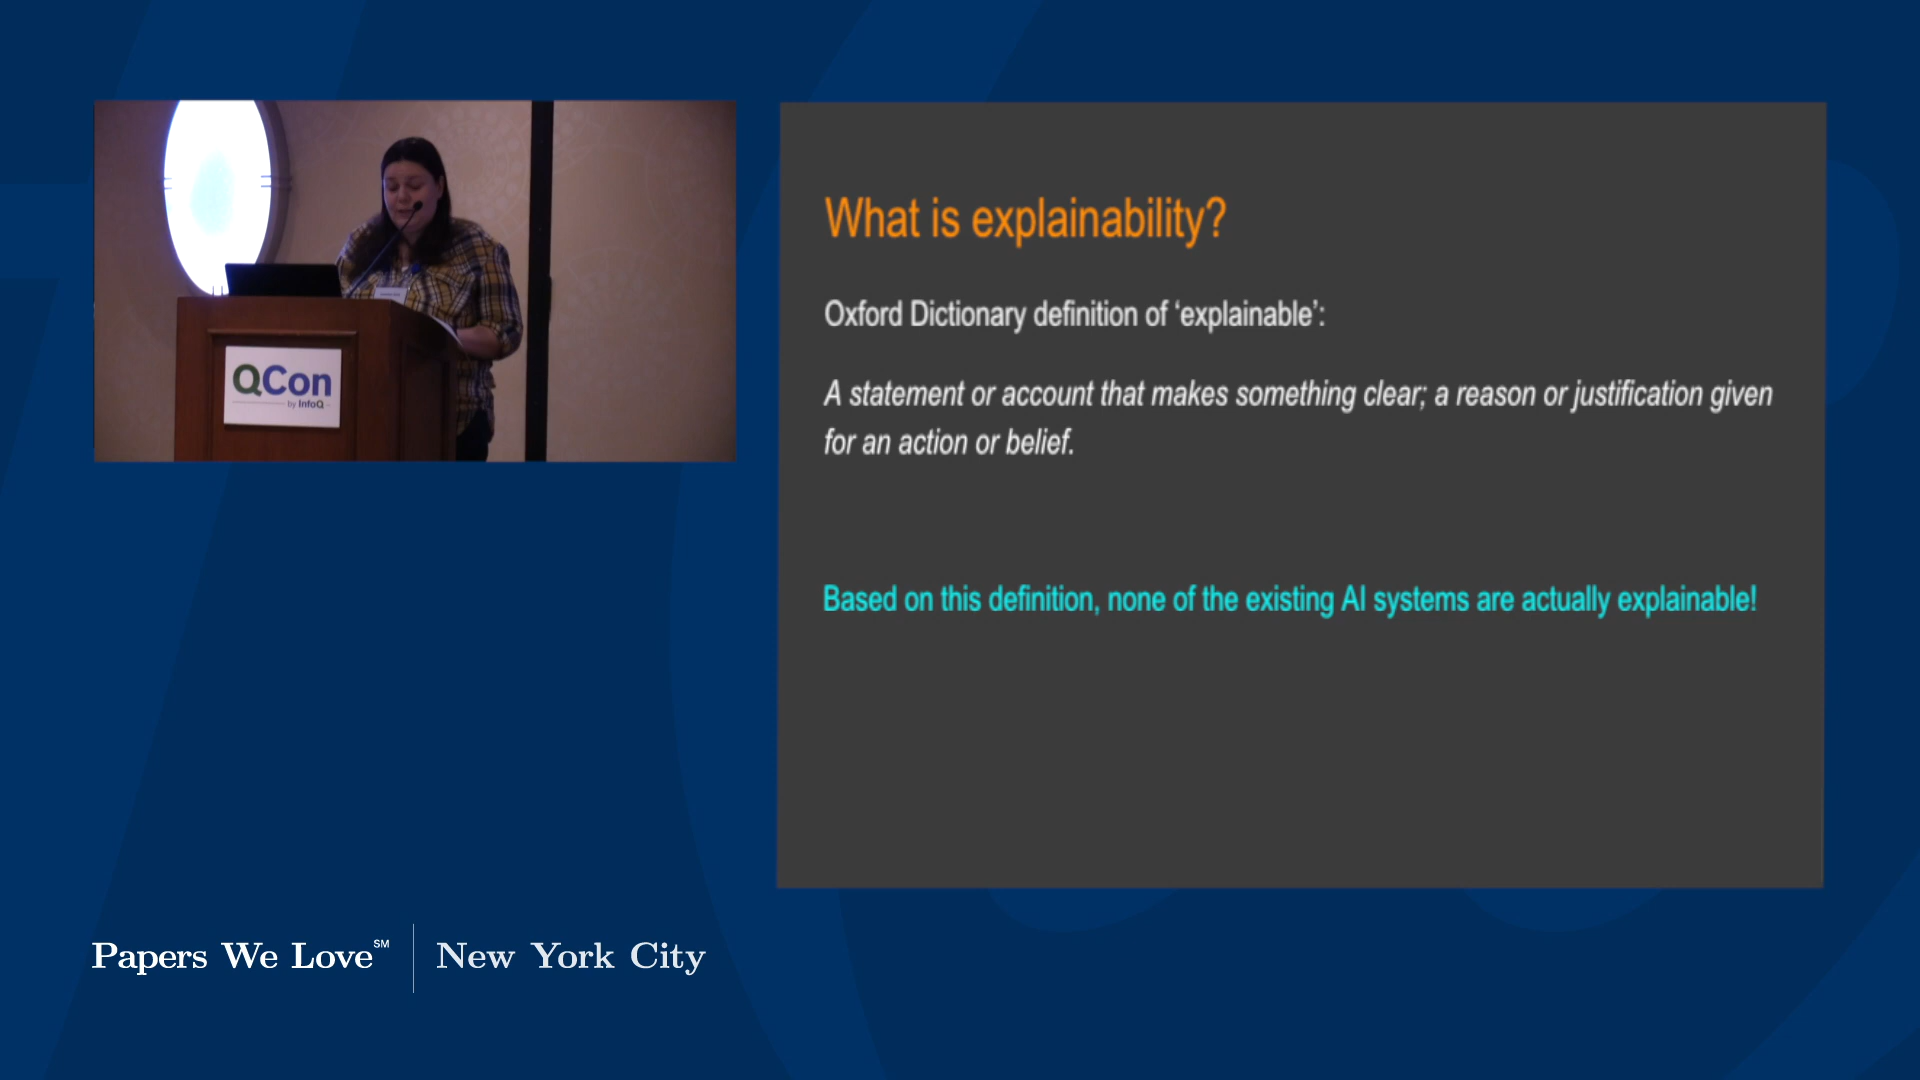 What is explainability?
Oxford Dictionary definition of ‘explainable’:
A statement or account that makes something clear; a reason or justification given
for an action or belief.
Based on this definition, none of the existing AI systems are actually explainable!
QCon
by InfoQ
Papers We Love℠
New York City